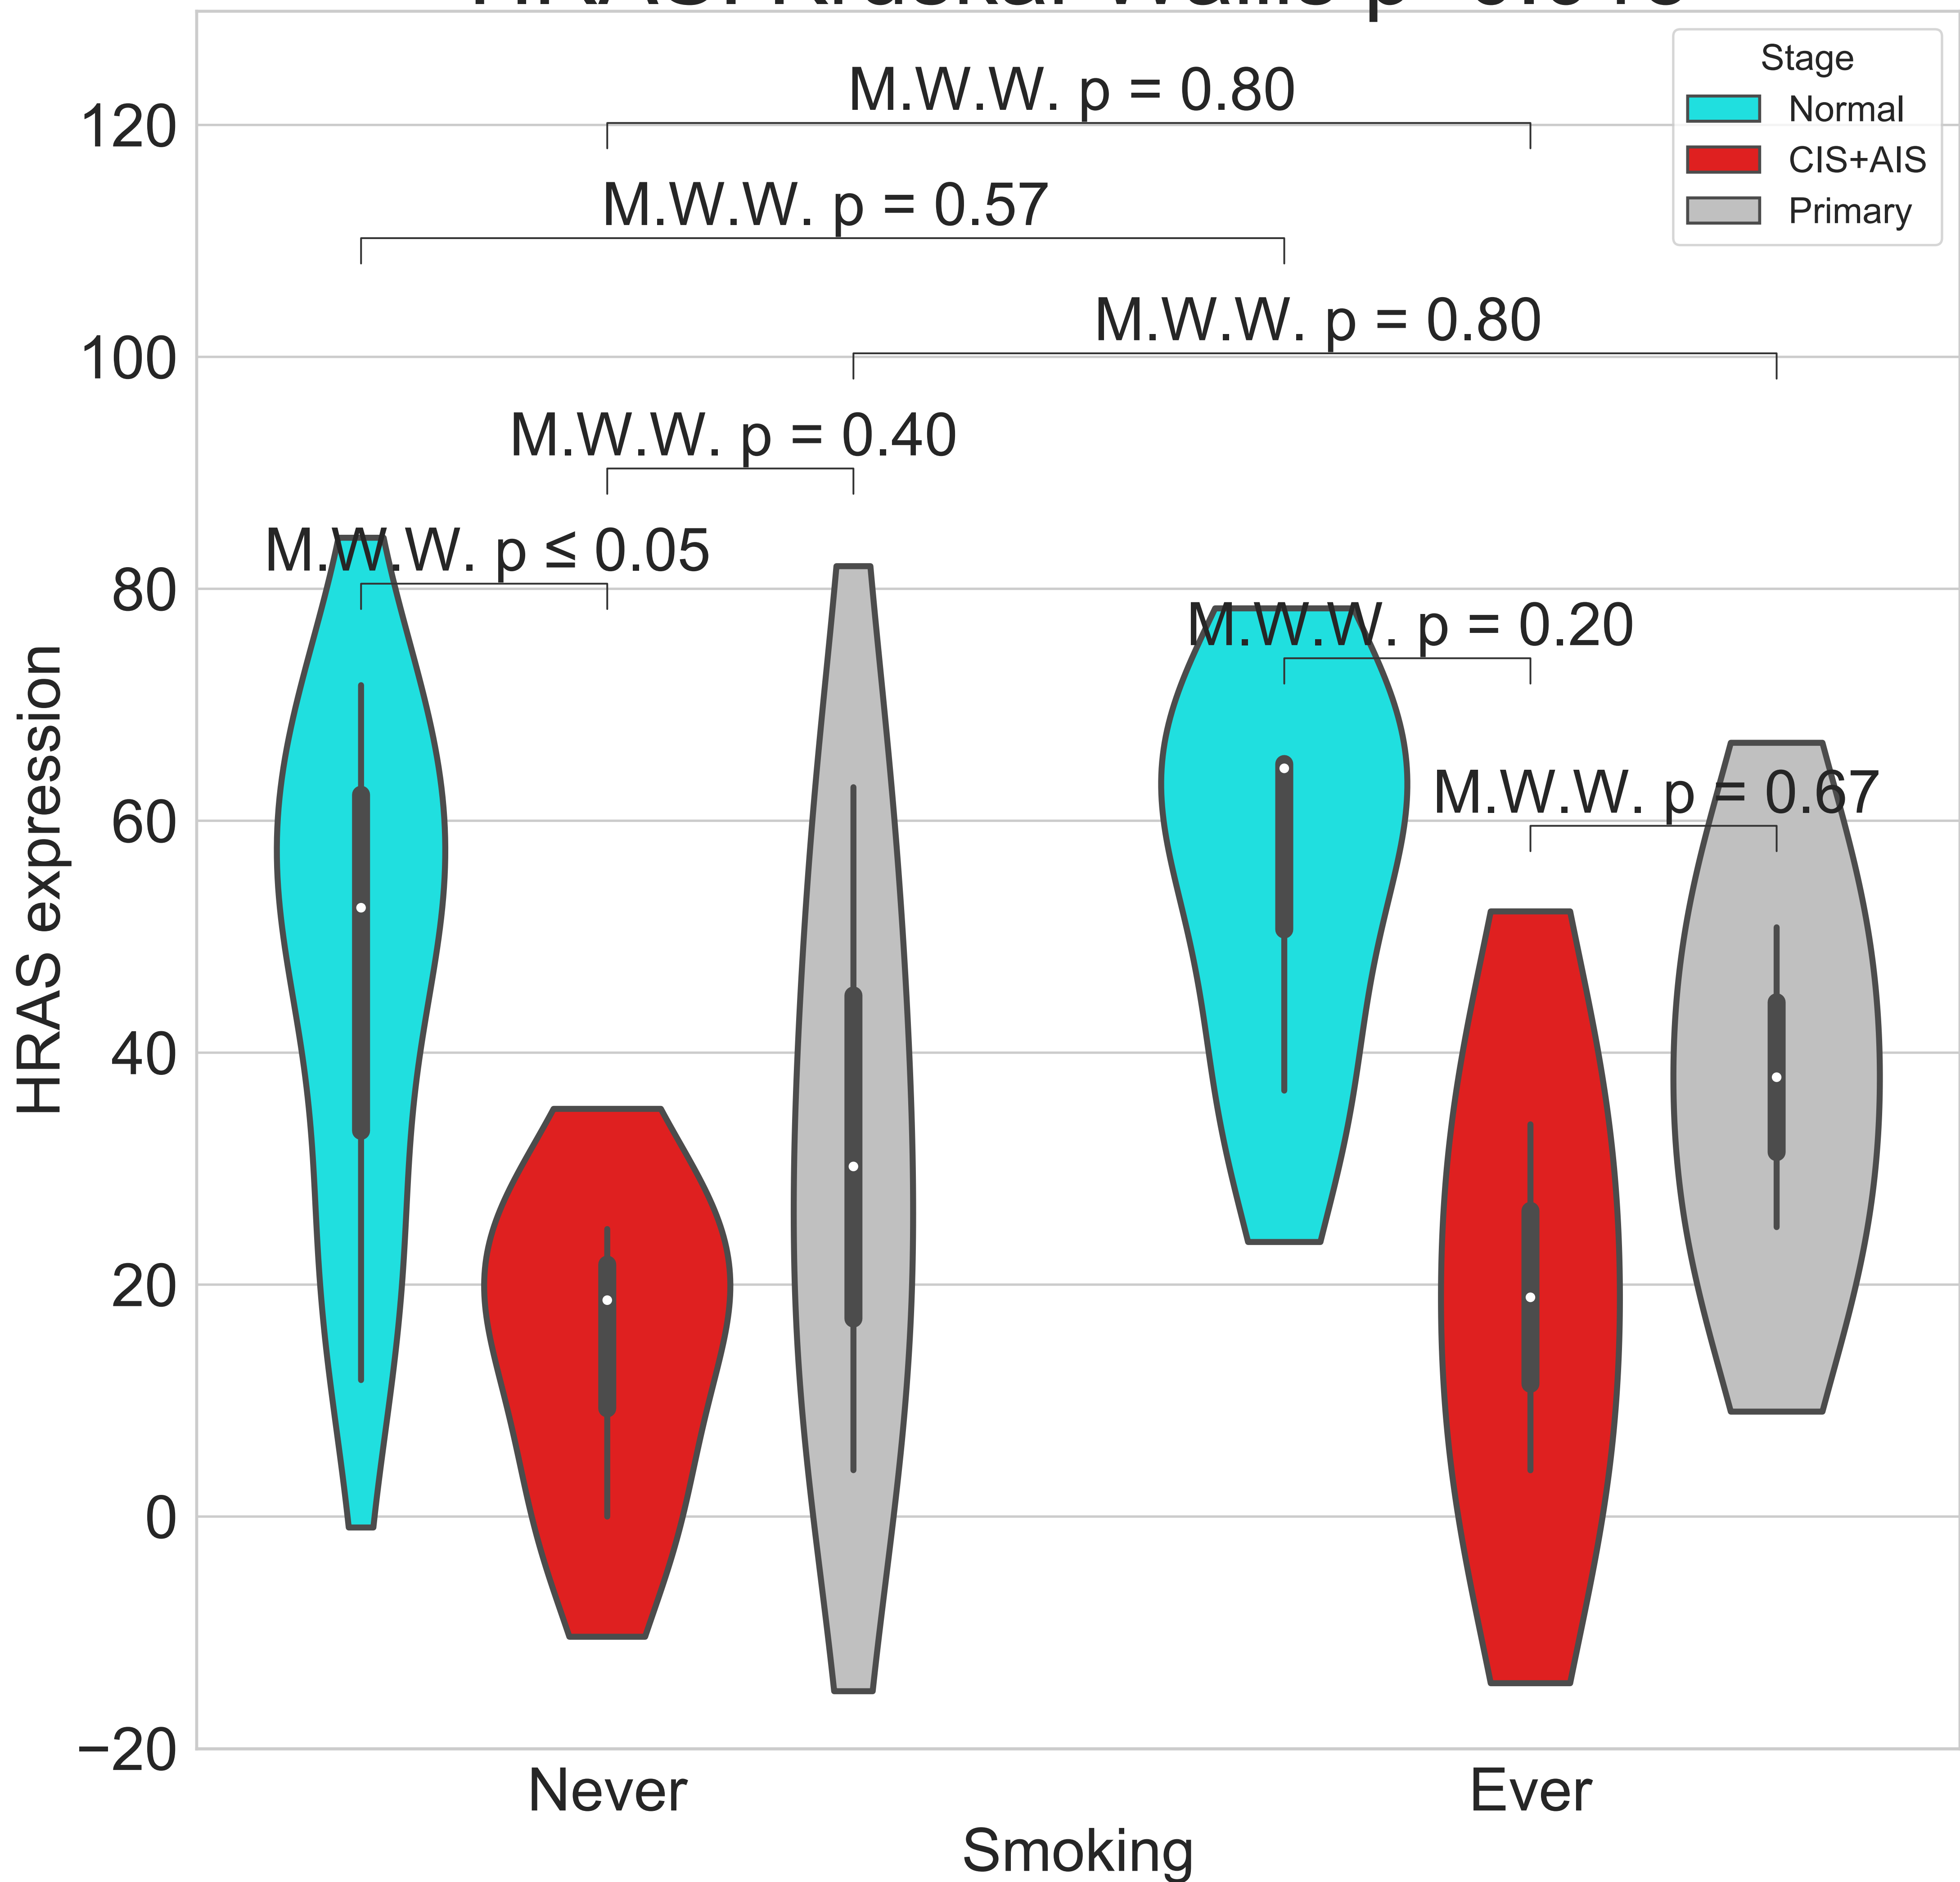 Stage
Normal
CIS+AIS
Primary
M.W.W. p = 0.80
M.W.W. p = 0.57
M.W.W. p = 0.80
M.W.W. p = 0.40
M.W.W. p ≤ 0.05
M.W.W. p = 0.20
M.W.W. p = 0.67
120
100
80
60
40
20
0
−20
HRAS expression
Never
Ever
Smoking